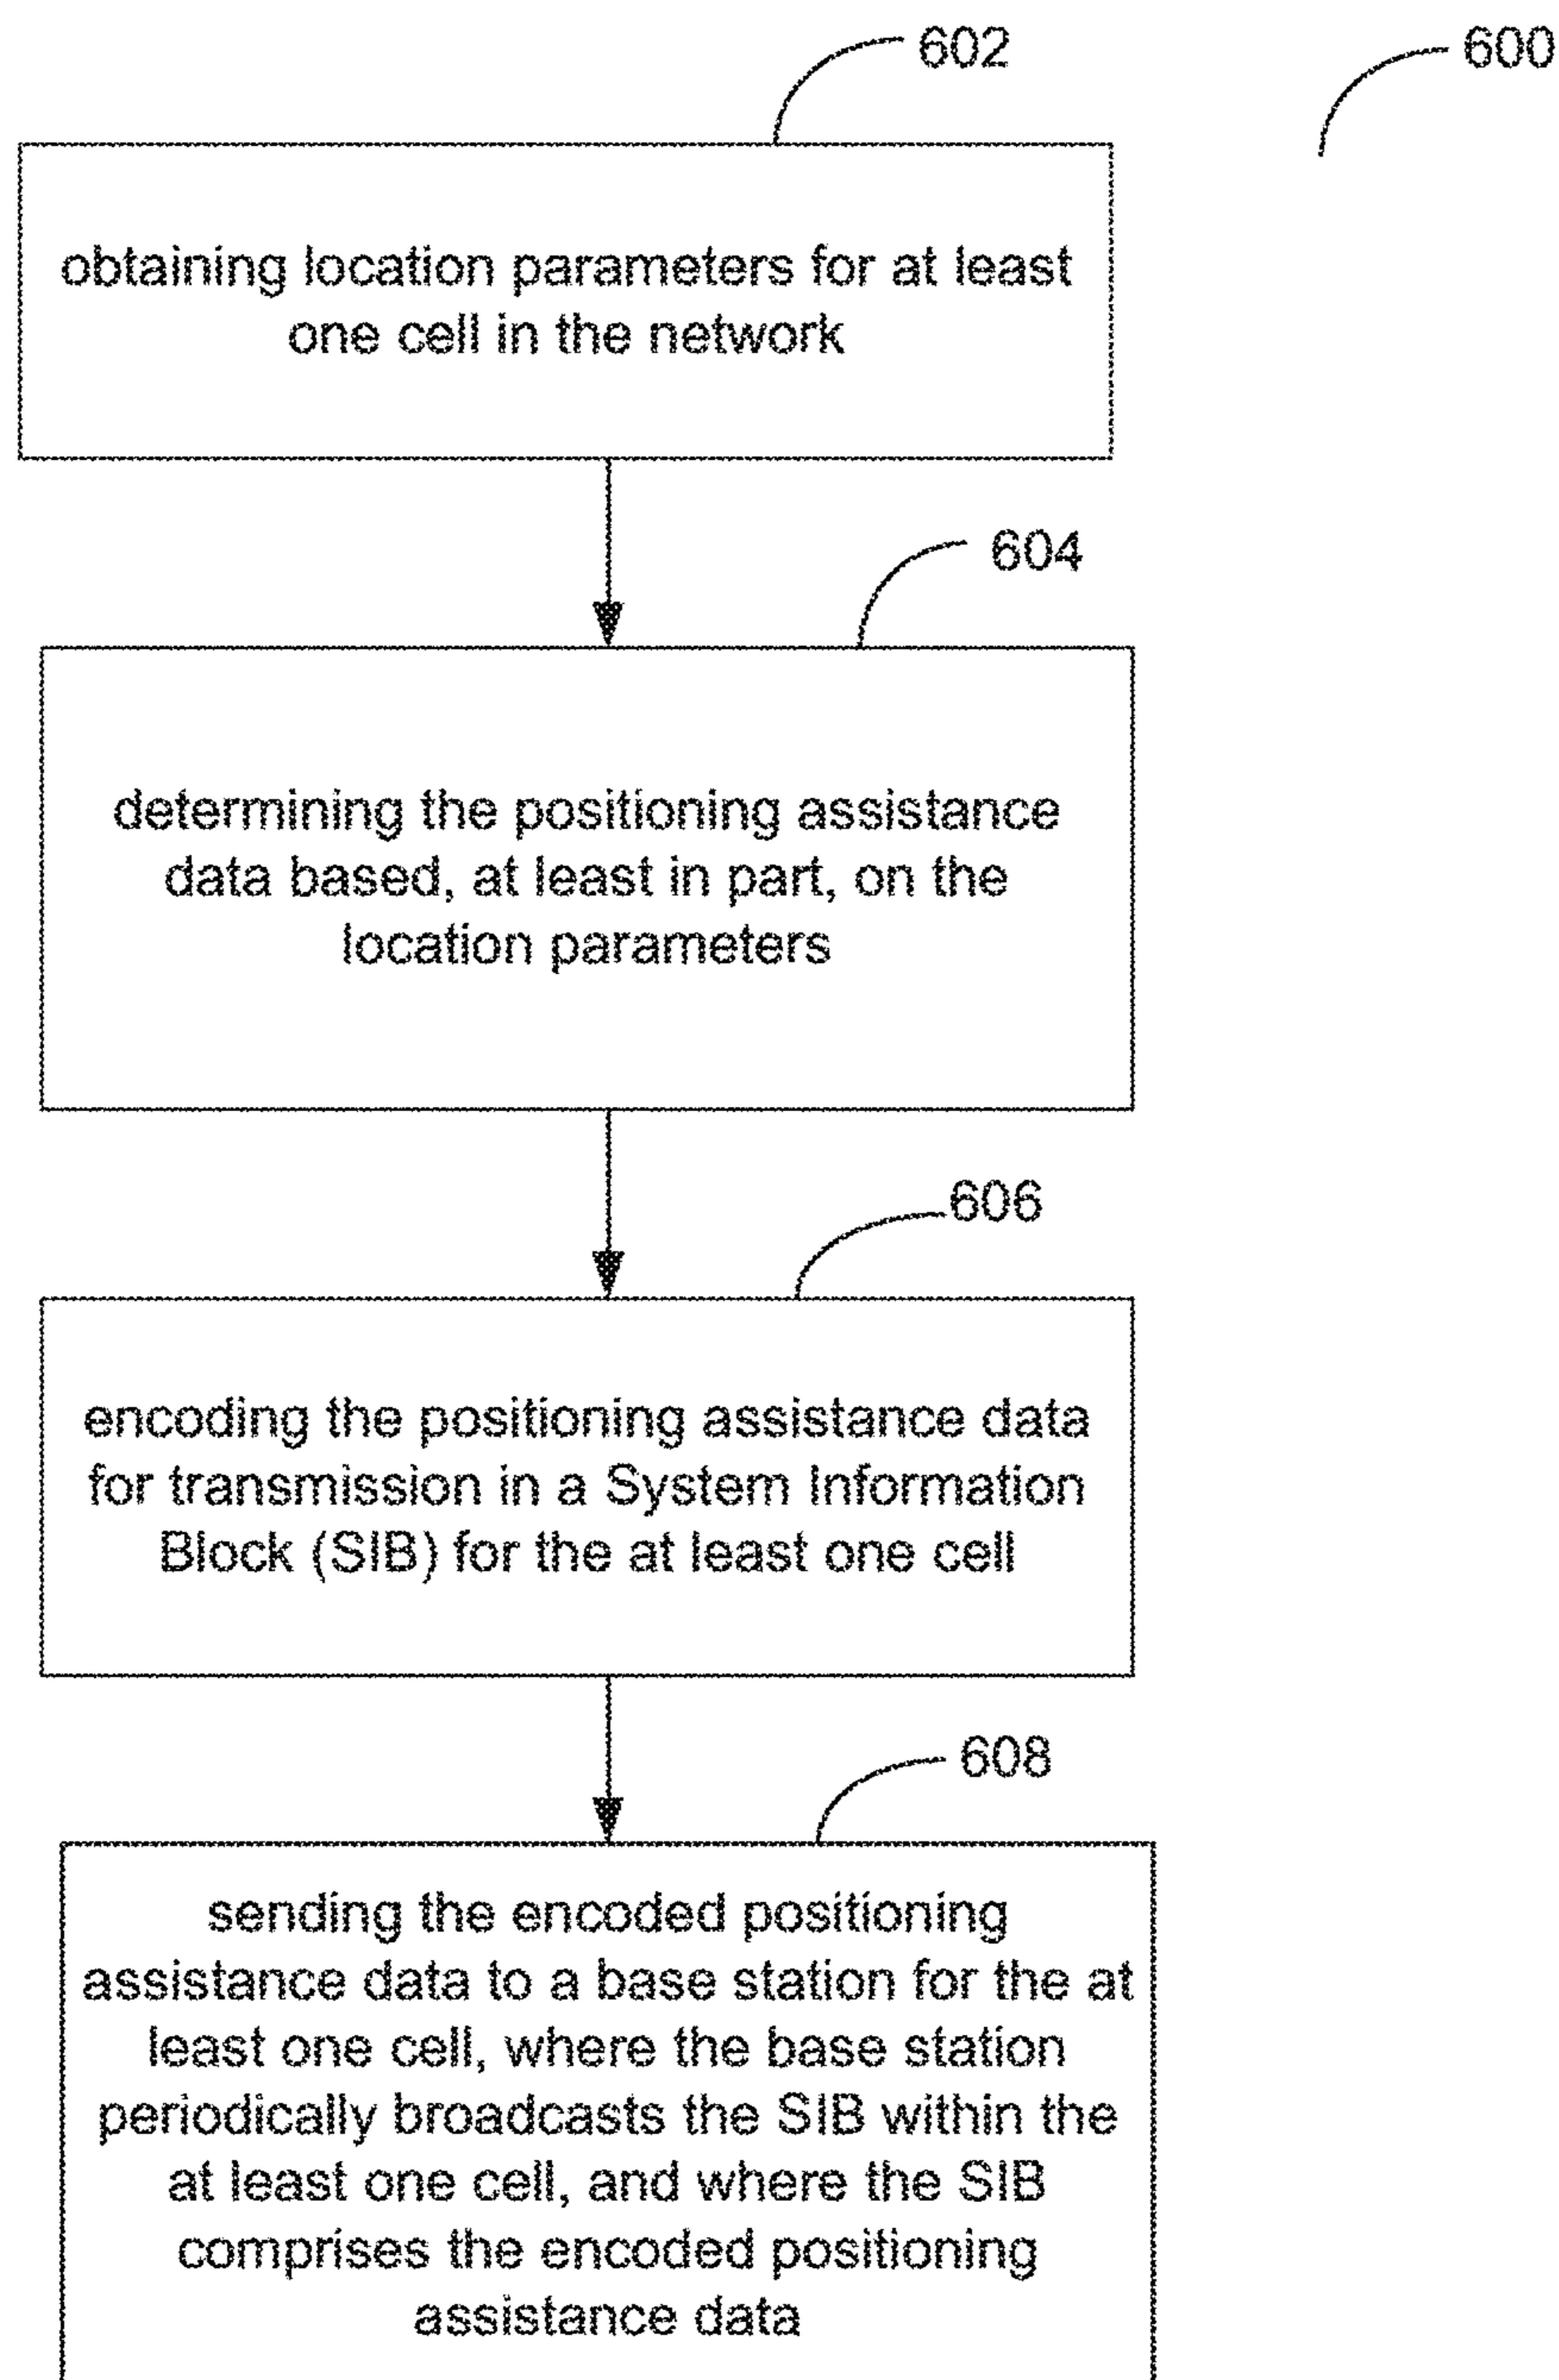 602
600
obtaining location parameters for at least
one cell in the network
604
determining the positioning assistance
data based, at least in part, on the
location parameters
606
encoding the positioning assistance data
for transmission in a System Information
Block (SIB) for the at least one cell
608
sending the encoded positioning
assistance data to a base station for the at
least one cell, where the base station
periodically broadcasts the SIB within the
at least one cell, and where the SIB
comprises the encoded positioning
assistance data